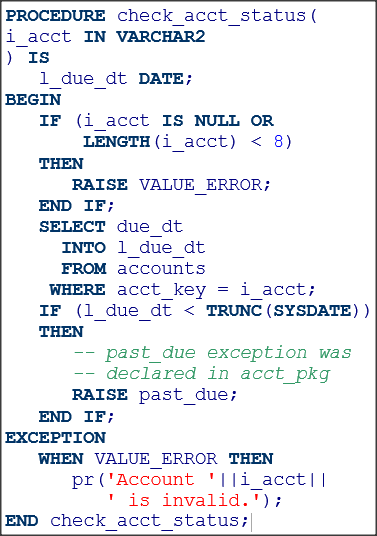 PROCEDURE check_acct_status(
i_acct IN VARCHAR2
) IS
   l_due_dt DATE;
BEGIN
   IF (i_acct IS NULL OR
       LENGTH(i_acct) < 8)
   THEN
      RAISE VALUE_ERROR;
   END IF;
   SELECT due_dt
     INTO l_due_dt
     FROM accounts
    WHERE acct_key = i_acct;
   IF (l_due_dt < TRUNC(SYSDATE))
   THEN
      -- past_due exception was
      -- declared in acct_pkg
      RAISE past_due;
   END IF;
EXCEPTION
   WHEN VALUE_ERROR THEN
      pr('Account '||i_acct||
         ' is invalid.');
END check_acct_status;